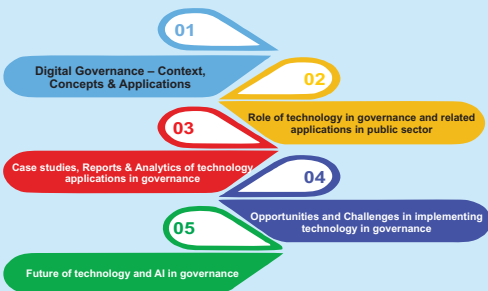 01
Digital Governance – Context,
Concepts & Applications
02
Role of technology in governance and related
applications in public sector
03
Case studies, Reports & Analytics of technology
applications in governance
04
Opportunities and Challenges in implementing
technology in governance
05
Future of technology and AI in governance